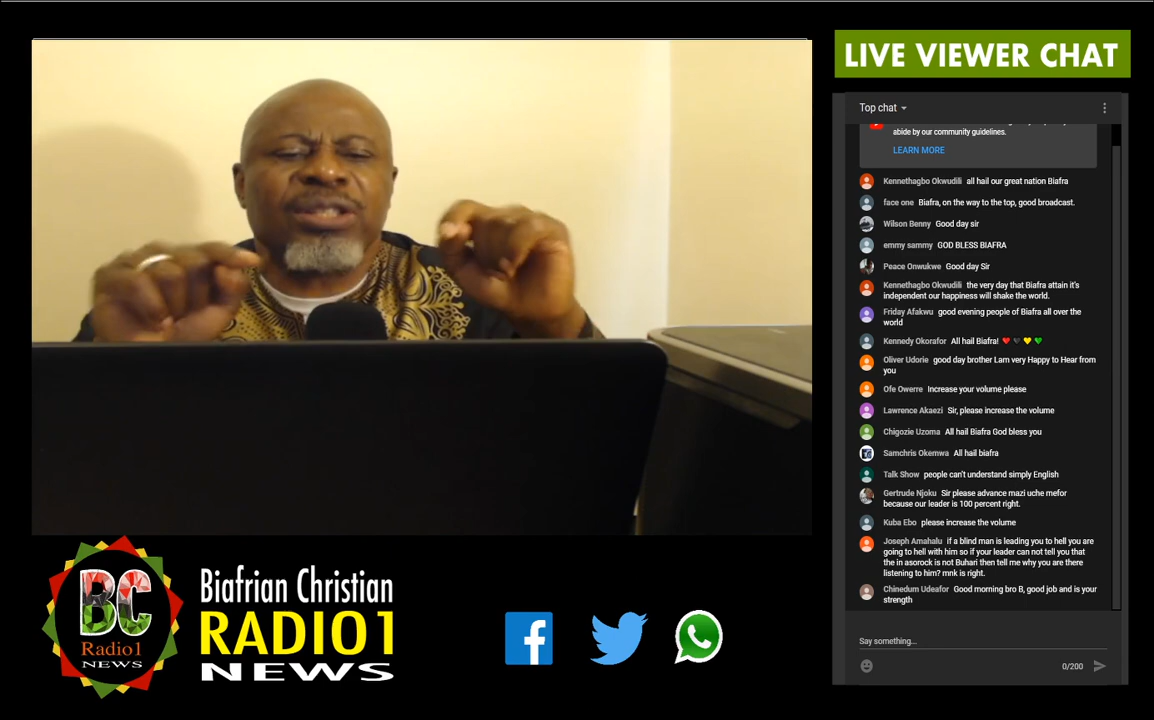 LIVE VIEWER CHAT
Top chat
abide by our community guidelines.
LEARN MORE
Kennethagbo Okwudili all hail our great nation Biafra
face one Biafra, on the way to the top, good broadcast.
Wilson Benny Good day sir
emmy sammy GOD BLESS BIAFRA
Peace Onwukwe Good day Sir
Kennethagbo Okwudili the very day that Biafra attain it's
independent our happiness will shake the world.
Friday Afakwu good evening people of Biafra all over the
world
Kennedy Okorafor All hail Biafra! ❤️ 🖤 💛 💚
Oliver Udorie good day brother I,am very Happy to Hear from
you
Ofe Owerre Increase your volume please
Lawrence Akaezi Sir, please increase the volume
Chigozie Uzoma All hail Biafra God bless you
Samchris Okemwa All hail biafra
Talk Show people can't understand simply English
Gertrude Njoku Sir please advance mazi uche mefor
because our leader is 100 percent right.
Kuba Ebo please increase the volume
Joseph Amahalu if a blind man is leading you to hell you are
going to hell with him so if your leader can not tell you that
the in asorock is not Buhari then tell me why you are there
listening to him? mnk is right.
Chinedum Udeafor Good morning bro B, good job and is your
strength
Say something...
0/200
BC
Radio1
NEWS
Biafrian Christian
RADIO1
NEWS